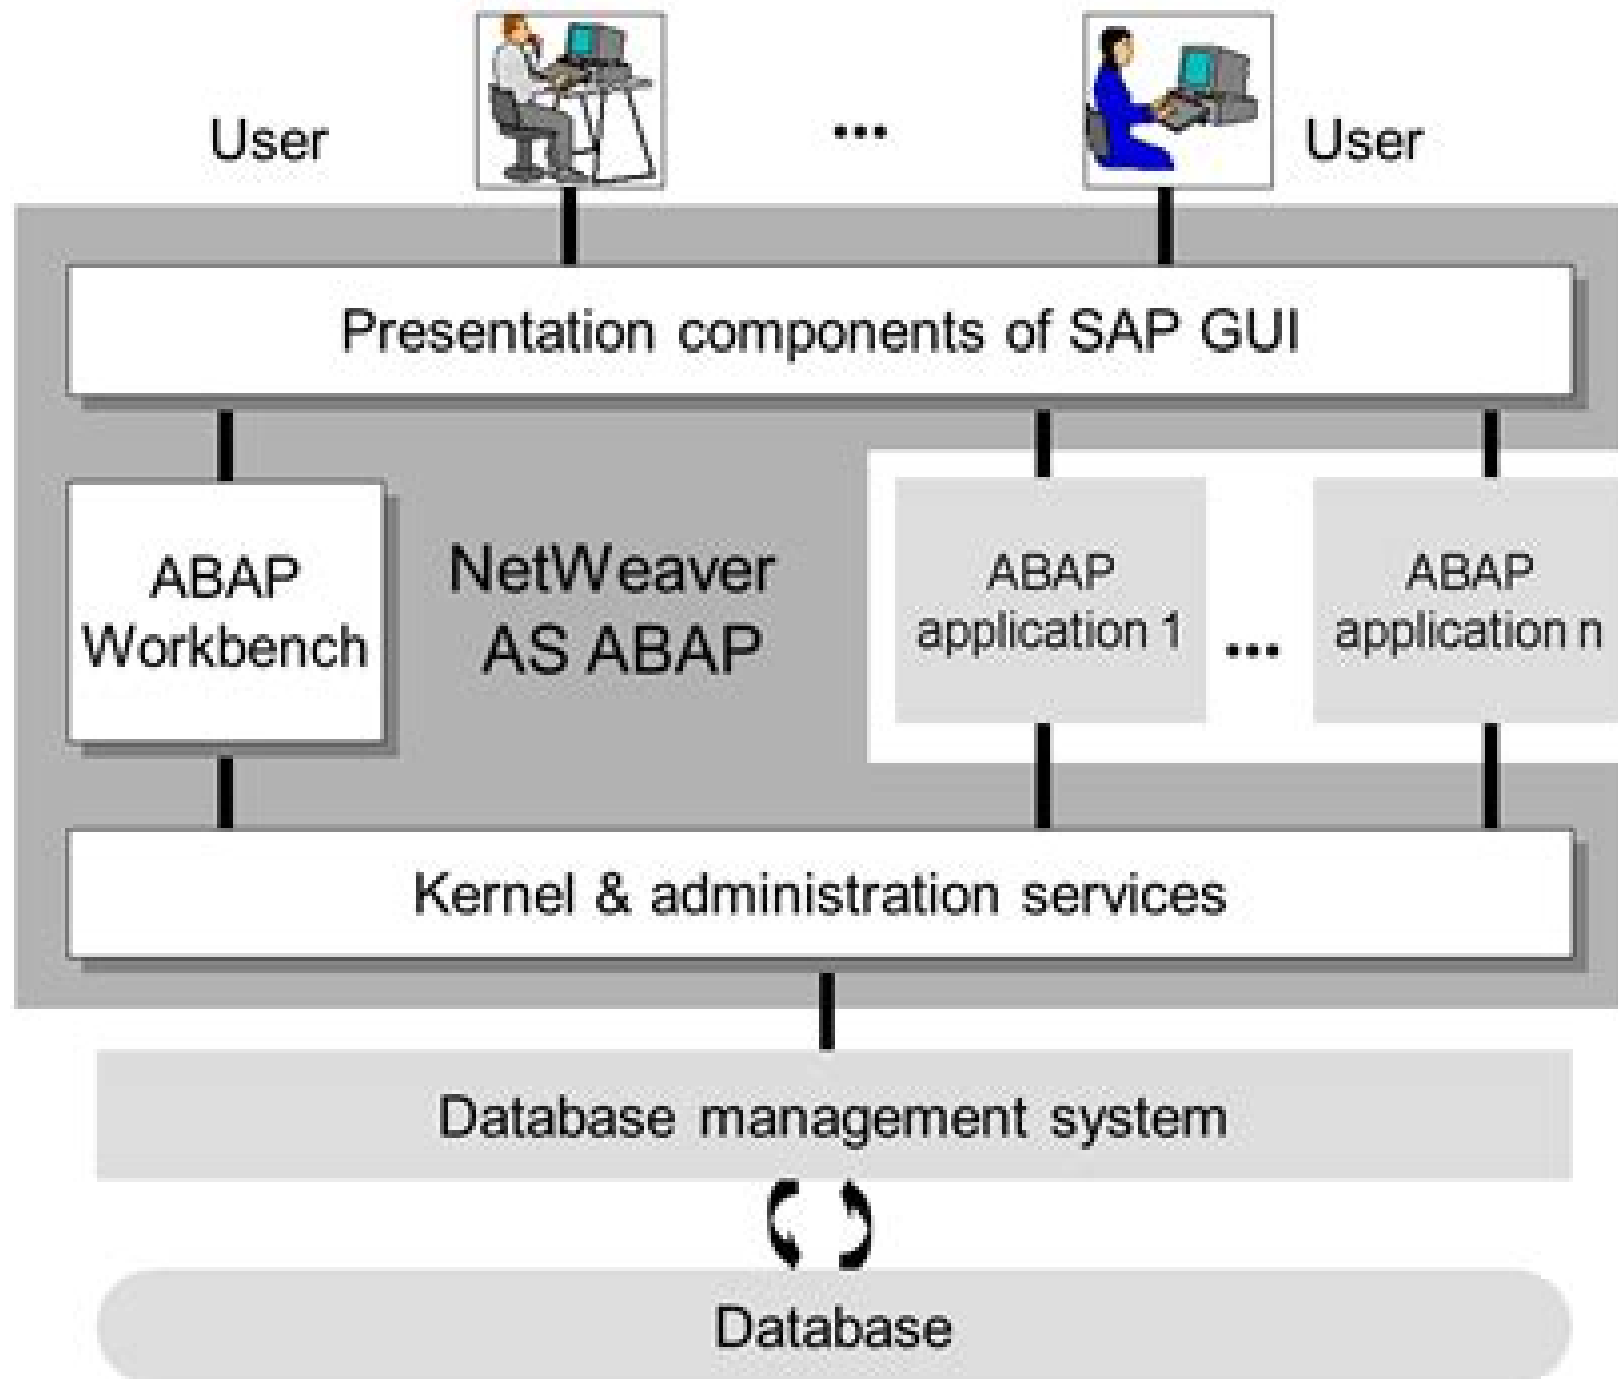 User
...
User
Presentation components of SAP GUI
ABAP
Workbench
NetWeaver
AS ABAP
ABAP
application 1
...
ABAP
application n
Kernel & administration services
Database management system
Database